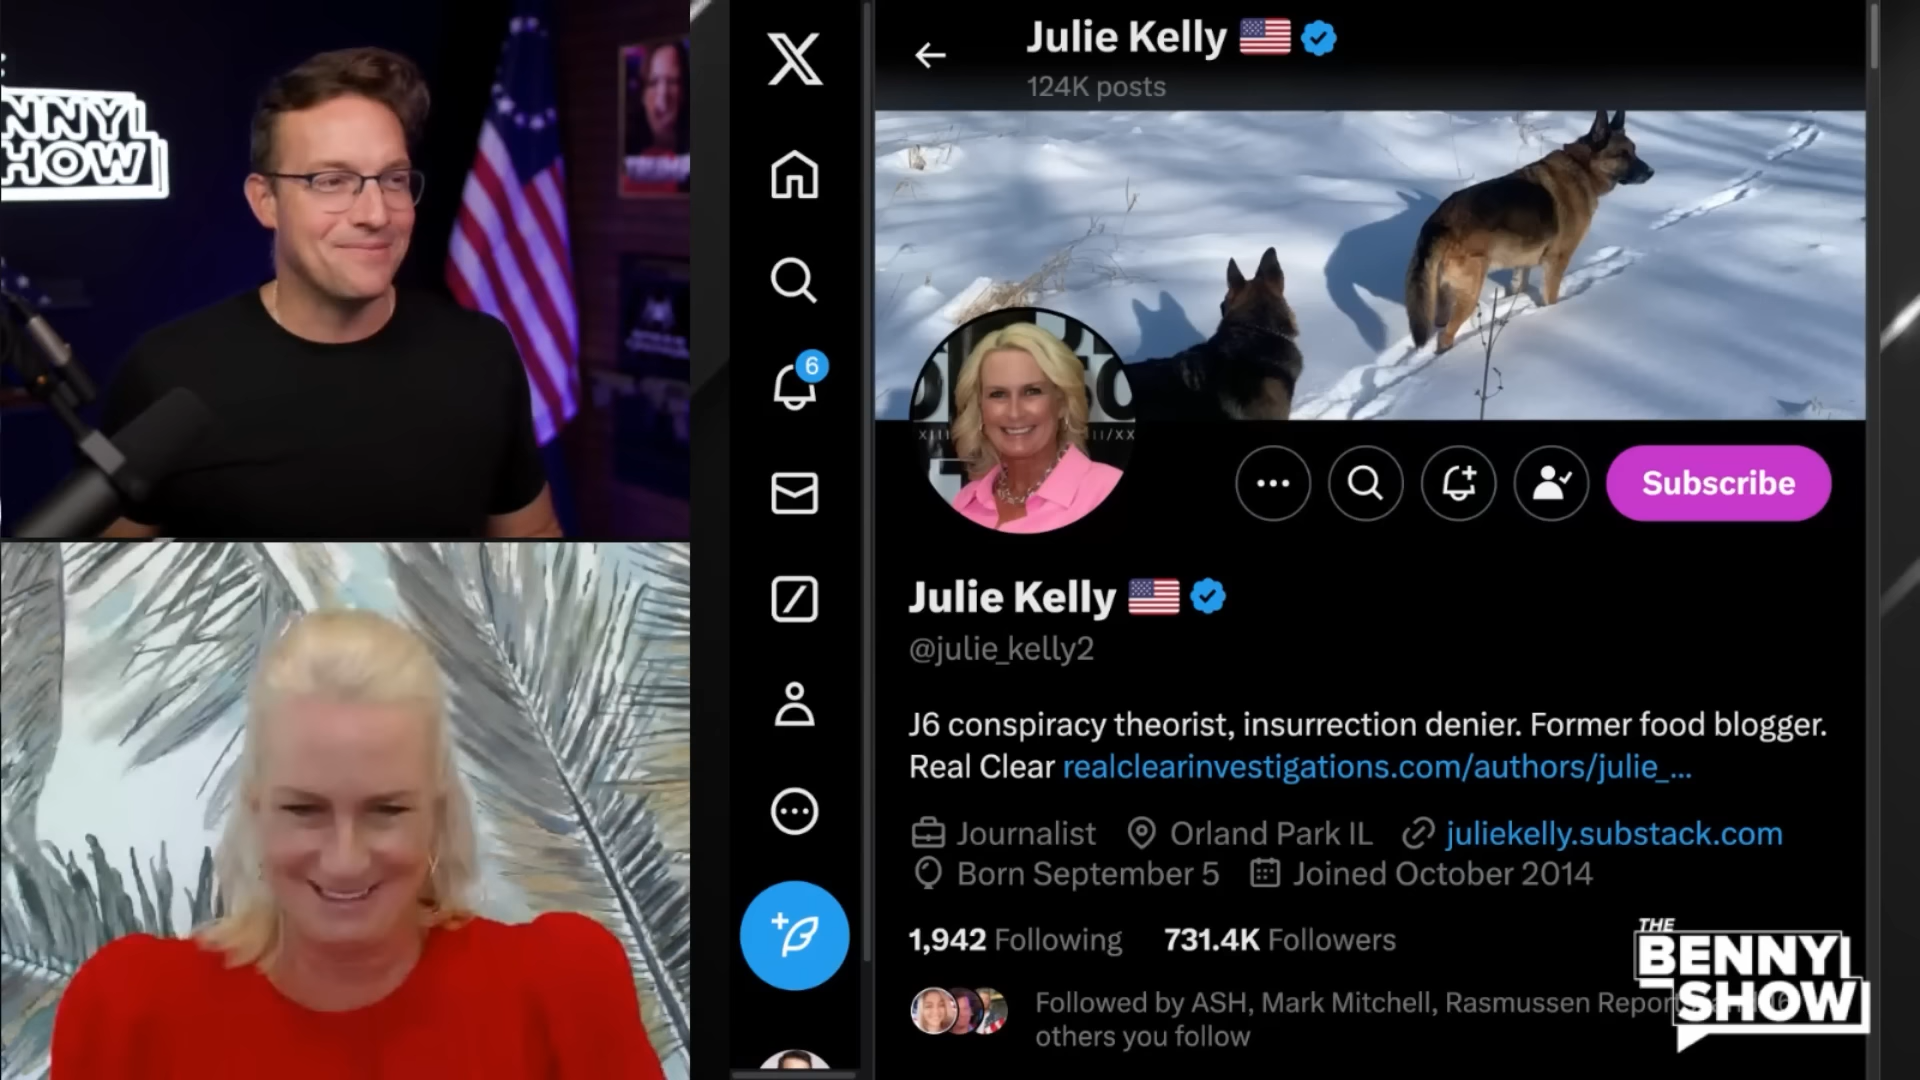 NNY
HOW
Julie Kelly
124K posts
6
Subscribe
Julie Kelly
@julie_kelly2
J6 conspiracy theorist, insurrection denier. Former food blogger.
Real Clear realclearinvestigations.com/authors/julie_...
Journalist Orland Park IL juliekelly.substack.com
Born September 5 Joined October 2014
1,942 Following 731.4K Followers
Followed by ASH, Mark Mitchell, Rasmussen Report
others you follow
THE
BENNY
SHOW